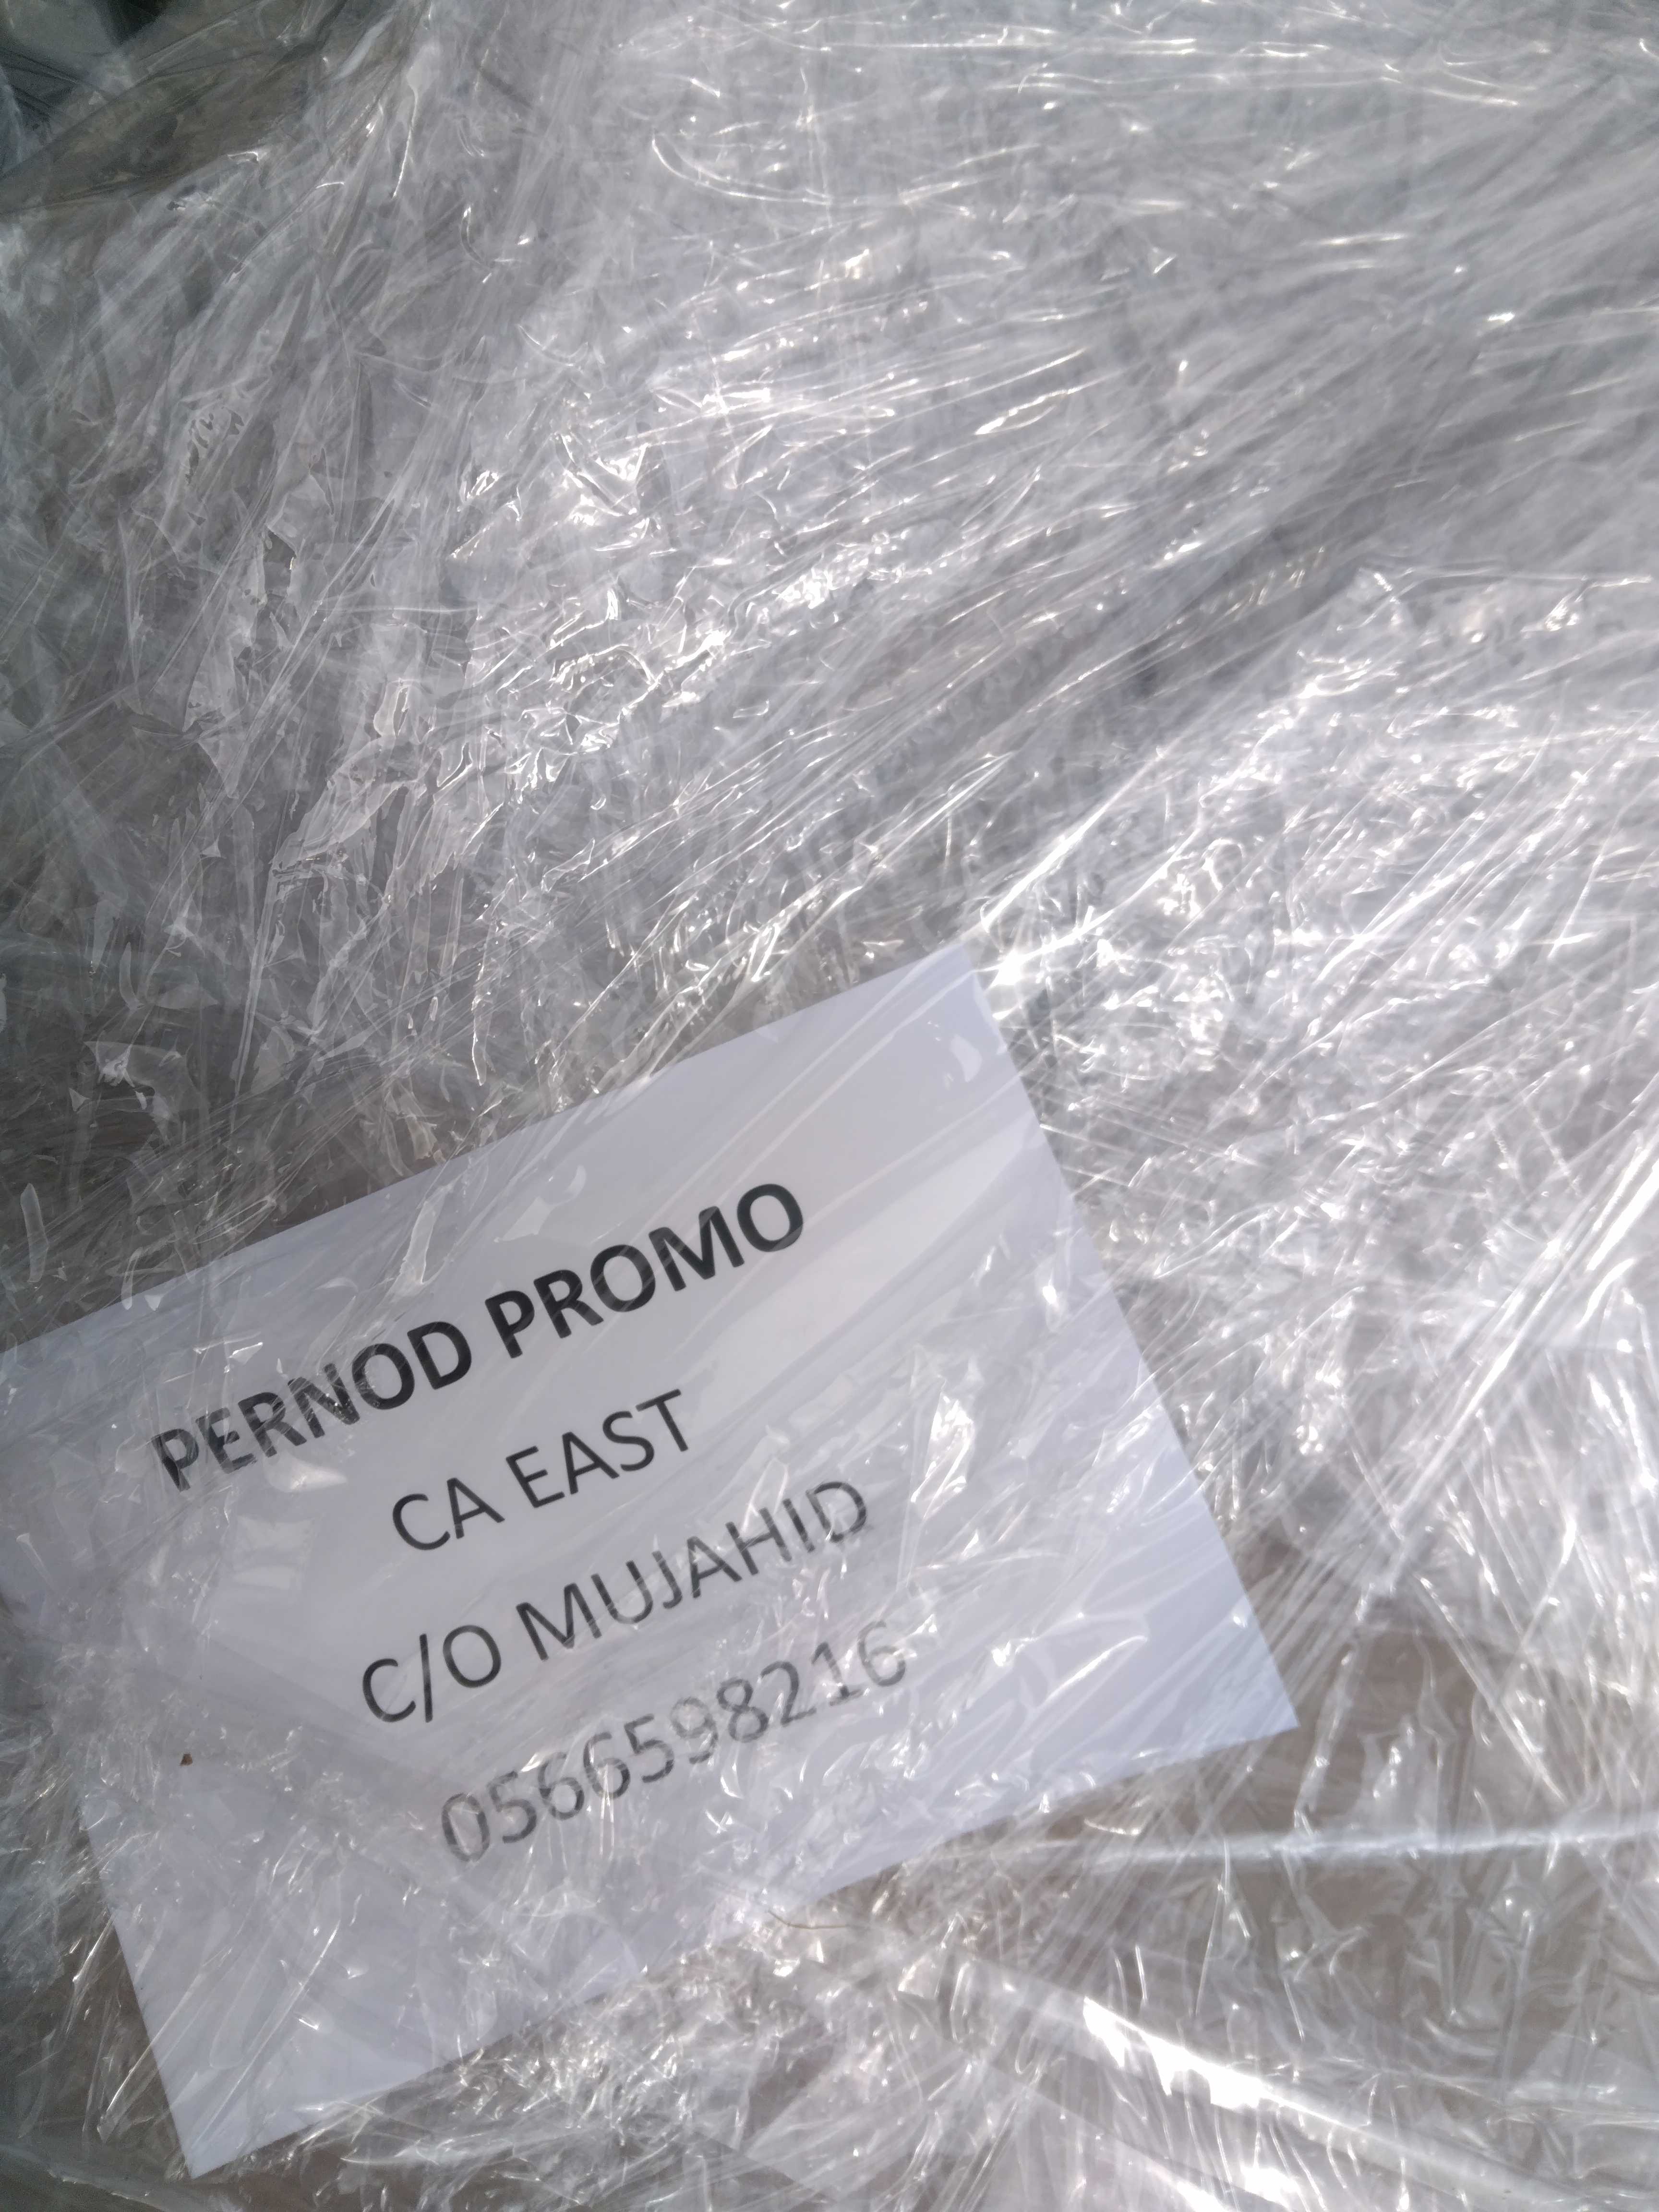 PERNOD PROMO
CA EAST
C/O MUJAHID
0566598216